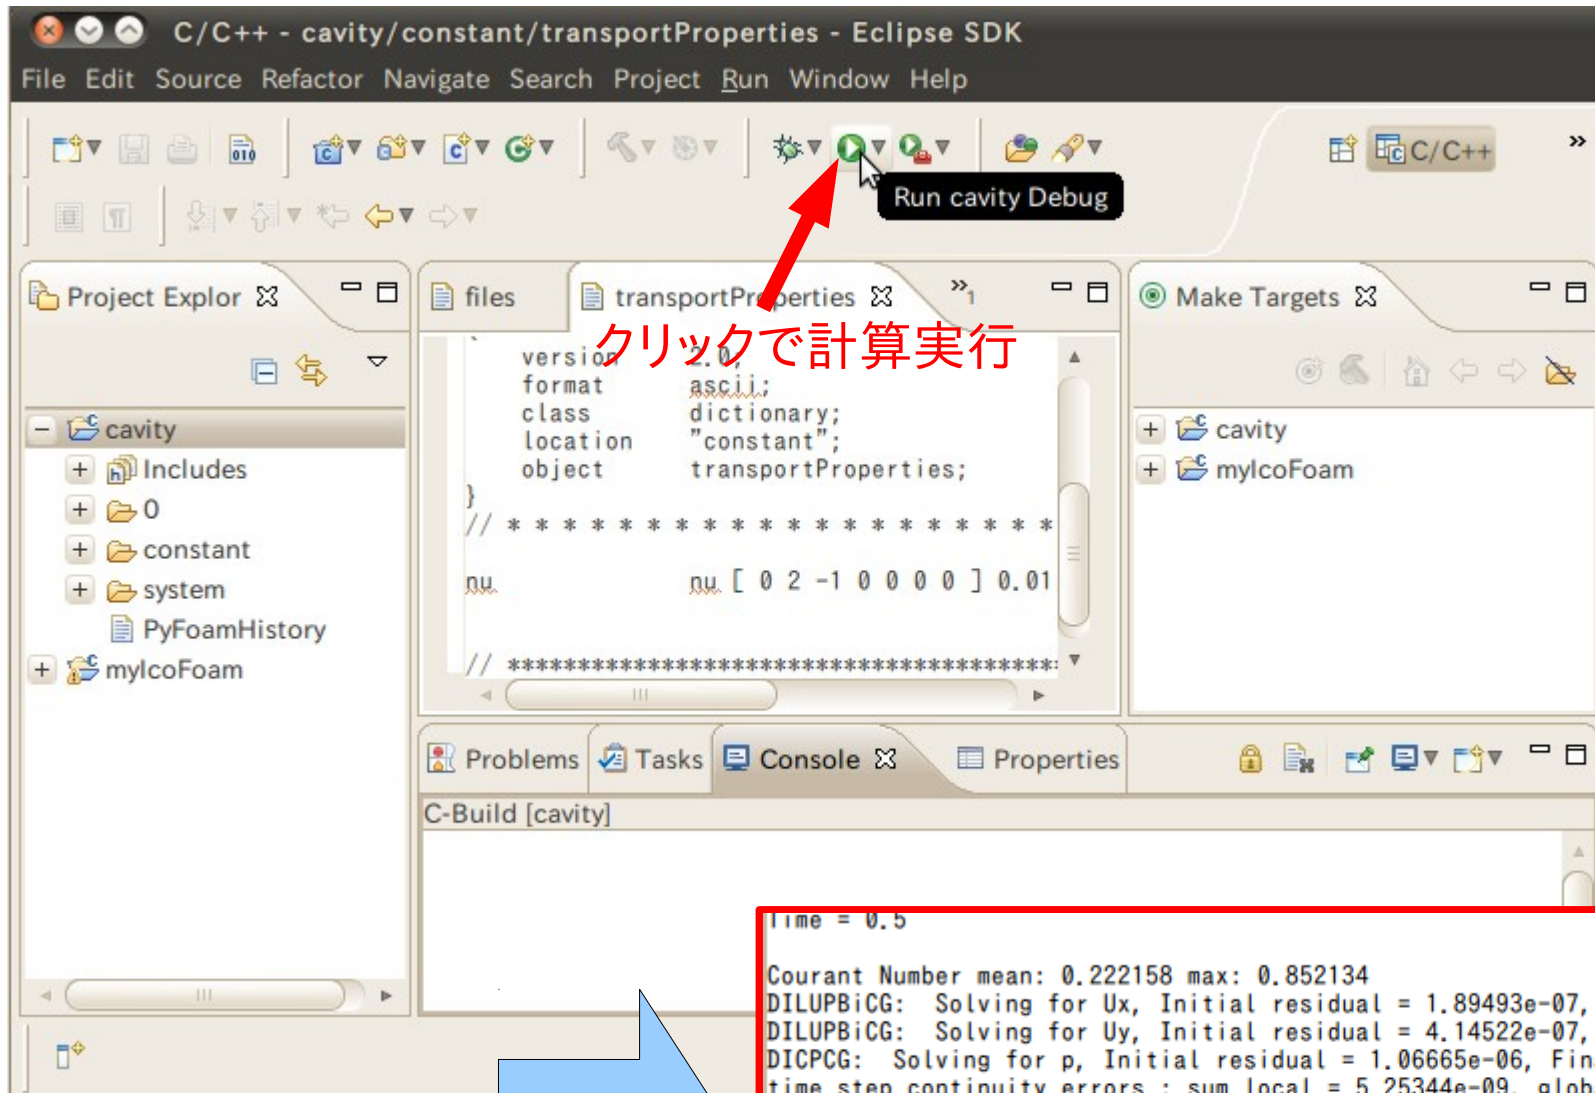 C/C++ - cavity/constant/transportProperties - Eclipse SDK
File Edit Source Refactor Navigate Search Project Run Window Help
010
C/C++
»
Run cavity Debug
Project Explor
files
transportProperties
»1
Make Targets
クリックで計算実行
version 2.0;
format ascii;
class dictionary;
location "constant";
object transportProperties;
}
// * * * * * * * * * * * * * * * * * * * *
nu nu [ 0 2 -1 0 0 0 0 ] 0.01
// ***************************************
cavity
Includes
0
constant
system
PyFoamHistory
myIcoFoam
cavity
myIcoFoam
Problems
Tasks
Console
Properties
C-Build [cavity]
Time = 0.5
Courant Number mean: 0.222158 max: 0.852134
DILUPBiCG: Solving for Ux, Initial residual = 1.89493e-07,
DILUPBiCG: Solving for Uy, Initial residual = 4.14522e-07,
DICPCG: Solving for p, Initial residual = 1.06665e-06, Fin
time step continuity errors : sum local = 5.25344e-09, glob